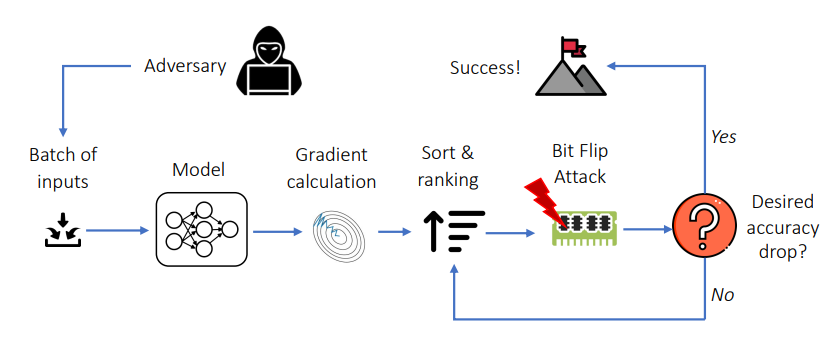 Adversary
Success!
Batch of
inputs
Model
Gradient
calculation
Sort &
ranking
Bit Flip
Attack
Yes
Desired
accuracy
drop?
No